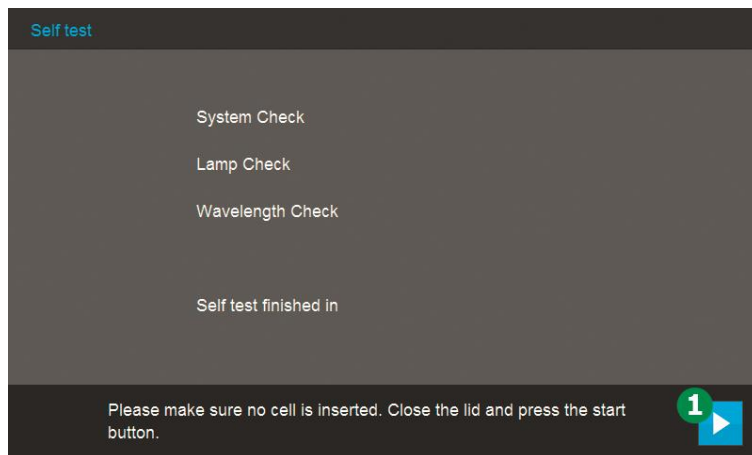 Self test
System Check
Lamp Check
Wavelength Check
Self test finished in
Please make sure no cell is inserted. Close the lid and press the start
button.
1